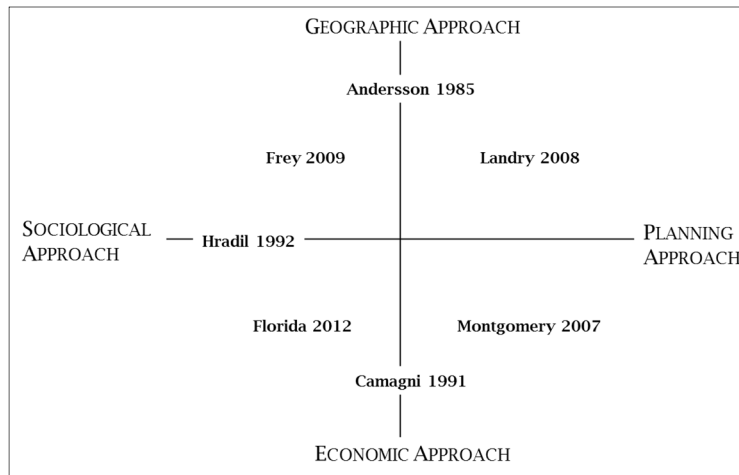 GEOGRAPHIC APPROACH
Andersson 1985
Frey 2009
Landry 2008
SOCIOLOGICAL
APPROACH
Hradil 1992
PLANNING
APPROACH
Florida 2012
Montgomery 2007
Camagni 1991
ECONOMIC APPROACH